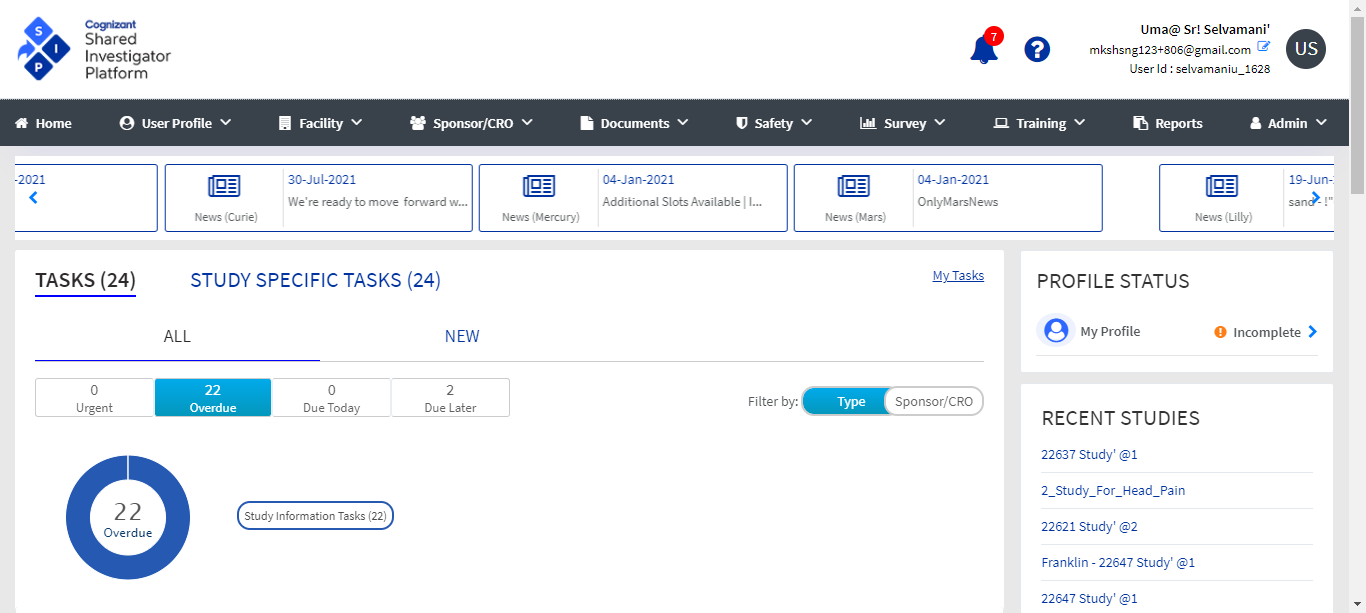 S
I
P
Cognizant
Shared
Investigator
Platform
7
?
Uma@ Sr! Selvamani'
mkshsng123+806@gmail.com
User Id : selvamaniu_1628
US
Home User Profile Facility Sponsor/CRO Documents Safety Survey Training Reports Admin
-2021
News (Curie)
30-Jul-2021
We're ready to move forward w...
News (Mercury)
04-Jan-2021
Additional Slots Available | I...
News (Mars)
04-Jan-2021
OnlyMarsNews
News (Lilly)
19-Jun-
sand - !"
TASKS (24) STUDY SPECIFIC TASKS (24) My Tasks
ALL NEW
0
Urgent
22
Overdue
0
Due Today
2
Due Later
Filter by: Type Sponsor/CRO
22
Overdue
Study Information Tasks (22)
PROFILE STATUS
My Profile Incomplete
RECENT STUDIES
22637 Study' @1
2_Study_For_Head_Pain
22621 Study' @2
Franklin - 22647 Study' @1
22647 Study' @1